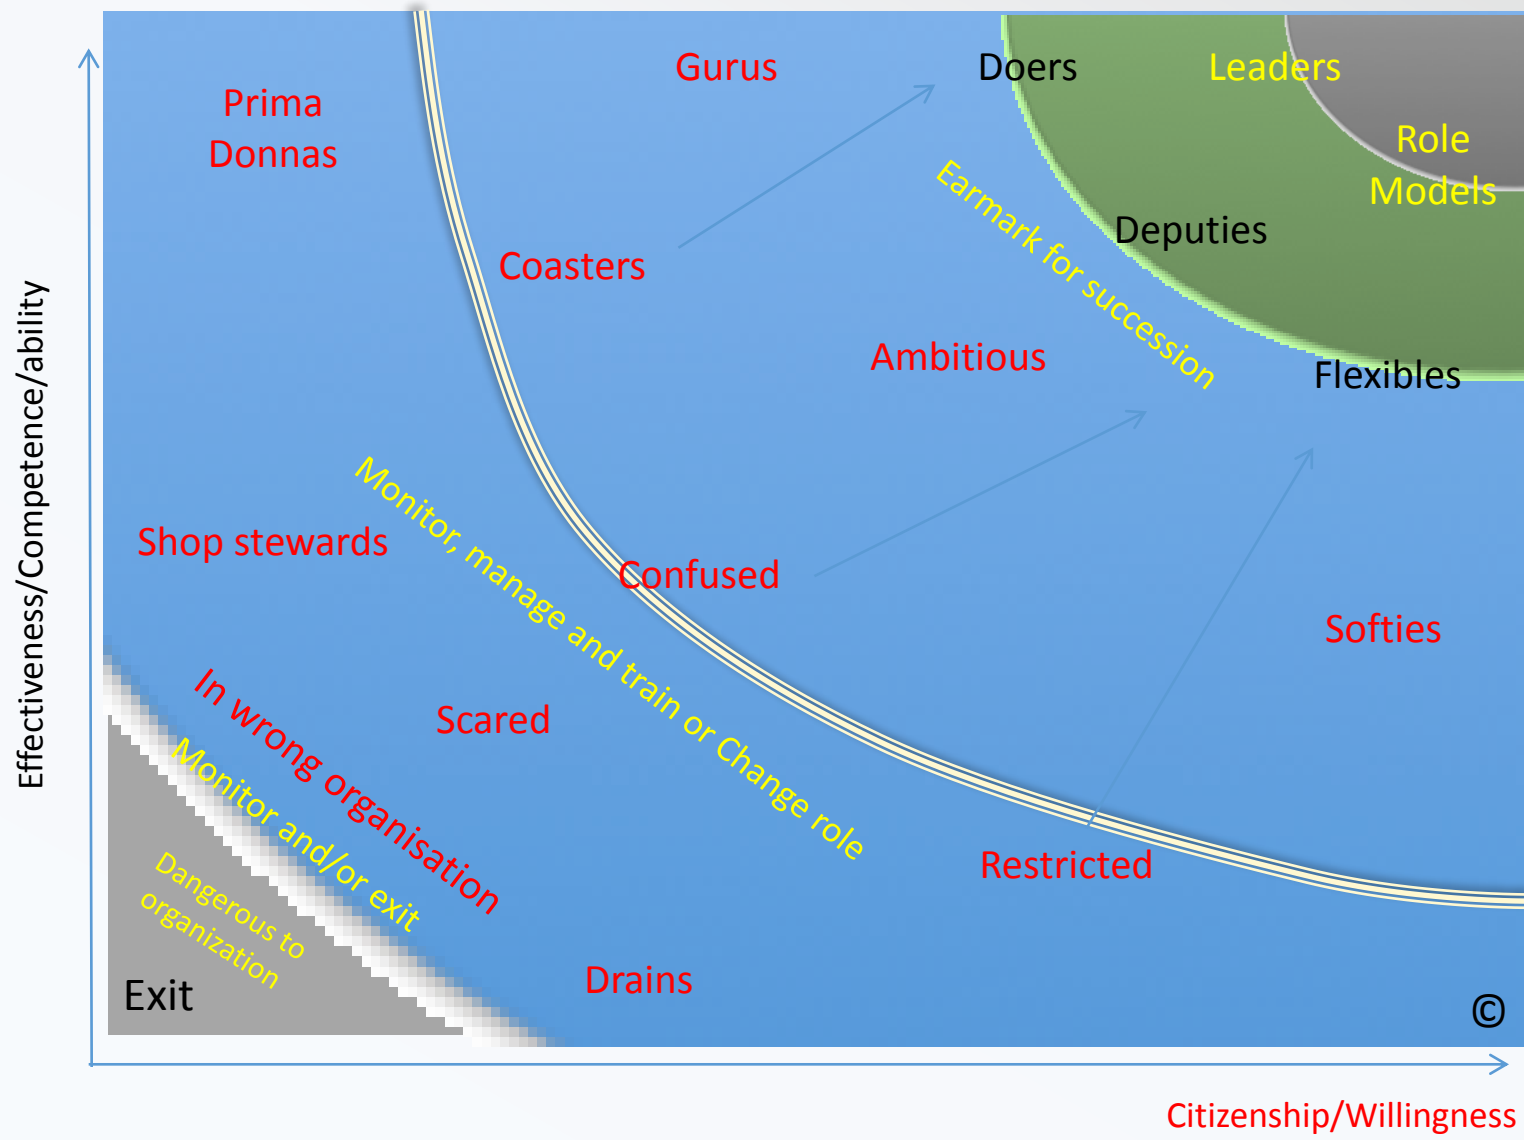 Gurus
Doers
Leaders
Prima
Donnas
Role
Models
Earmark for succession
Deputies
Coasters
Ambitious
Flexibles
Effectiveness/Competence/ability
Monitor, manage and train or Change role
Shop stewards
Confused
Softies
In wrong organisation
Scared
Monitor and/or exit
Restricted
Dangerous to
organization
Drains
Exit
©
Citizenship/Willingness